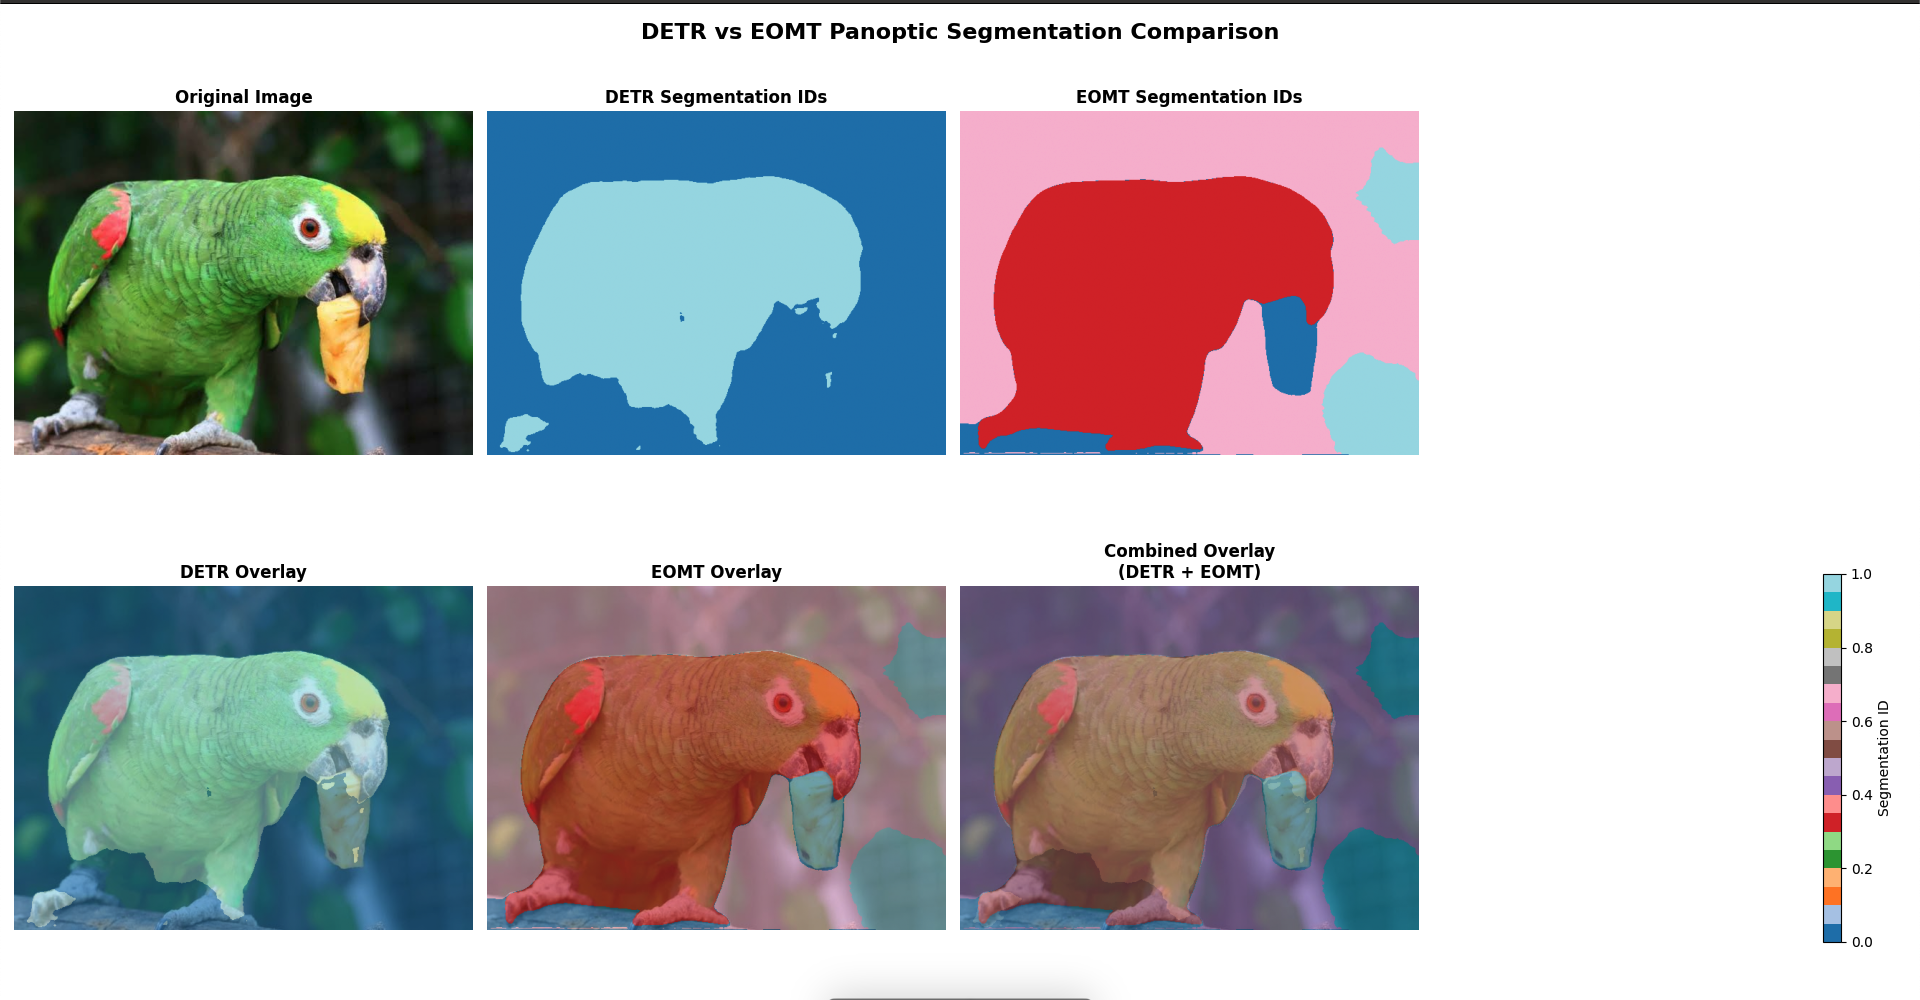 DETR vs EOMT Panoptic Segmentation Comparison
Original Image
DETR Segmentation IDs
EOMT Segmentation IDs
DETR Overlay
EOMT Overlay
Combined Overlay
(DETR + EOMT)
1.0
0.8
0.6
0.4
0.2
0.0
Segmentation ID